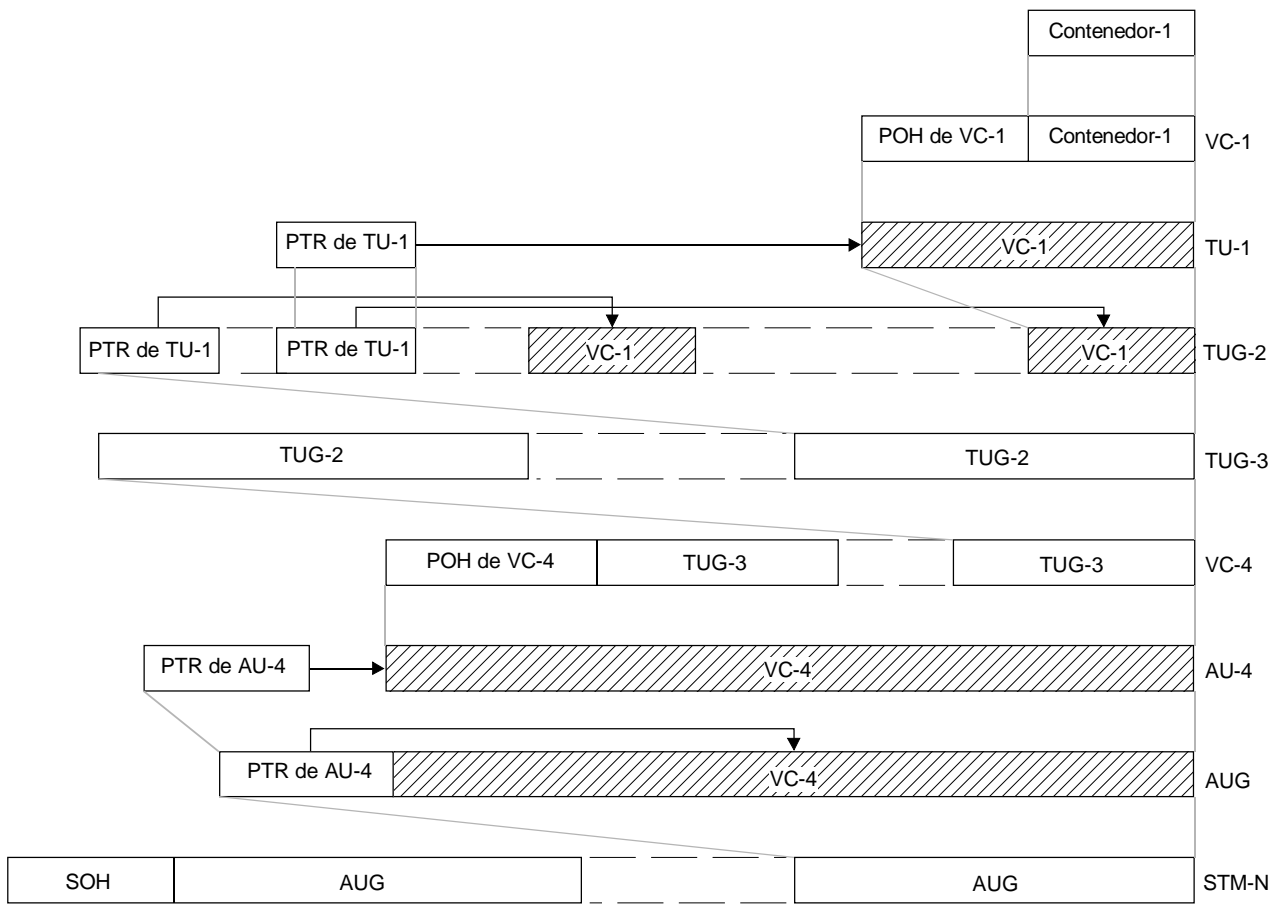 Contenedor-1
POH de VC-1 Contenedor-1 VC-1
PTR de TU-1 VC-1 TU-1
PTR de TU-1 PTR de TU-1 VC-1 VC-1 TUG-2
TUG-2 TUG-2 TUG-3
POH de VC-4 TUG-3 TUG-3 VC-4
PTR de AU-4 VC-4 AU-4
PTR de AU-4 VC-4 AUG
SOH AUG AUG STM-N